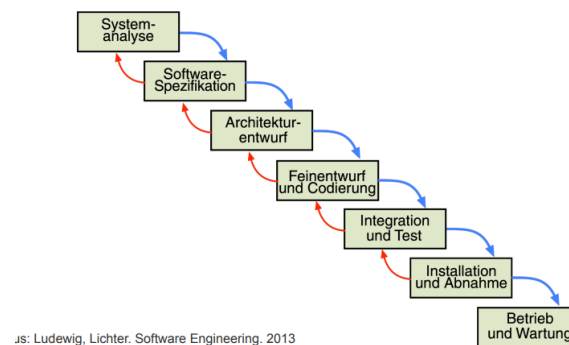 System-
analyse
Software-
Spezifikation
Architektur-
entwurf
Feinentwurf
und Codierung
Integration
und Test
Installation
und Abnahme
Betrieb
und Wartung
us: Ludewig, Lichter. Software Engineering. 2013